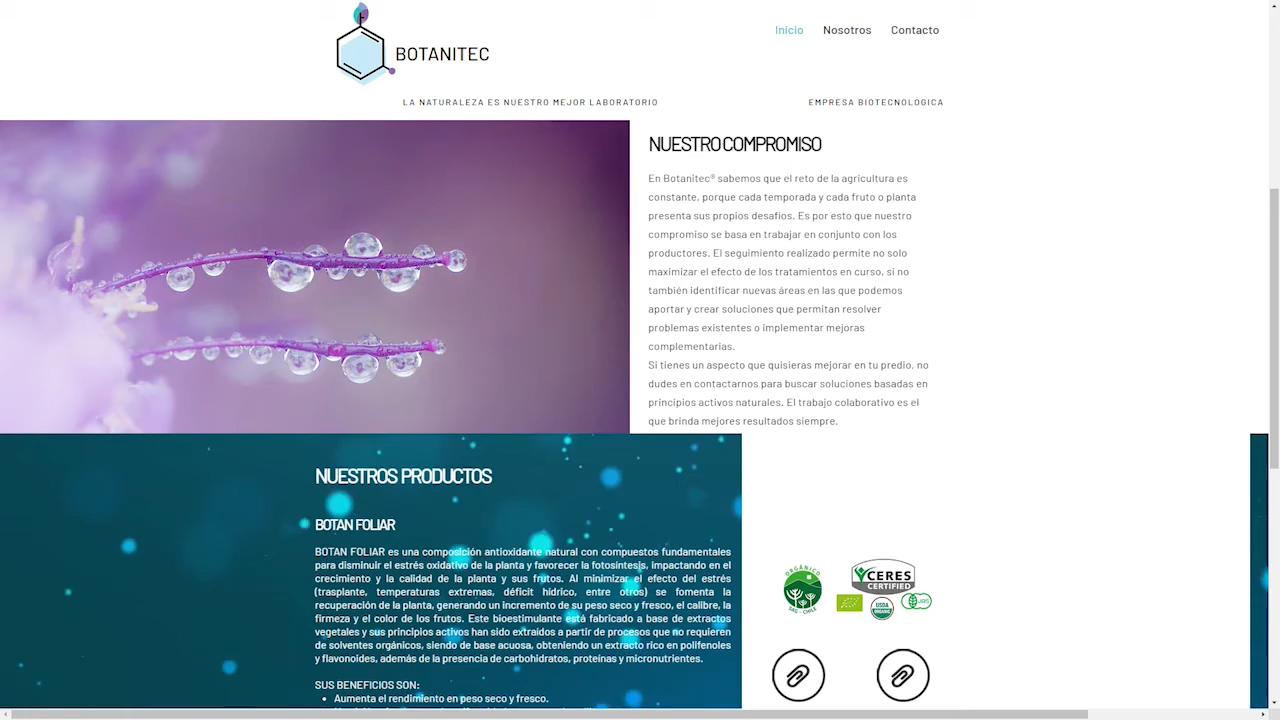 BOTANITEC
Inicio Nosotros Contacto
LA NATURALEZA ES NUESTRO MEJOR LABORATORIO
EMPRESA BIOTECNOLOGICA
NUESTRO COMPROMISO
En Botanitec® sabemos que el reto de la agricultura es
constante, porque cada temporada y cada fruto o planta
presenta sus propios desafíos. Es por esto que nuestro
compromiso se basa en trabajar en conjunto con los
productores. El seguimiento realizado permite no solo
maximizar el efecto de los tratamientos en curso, si no
también identificar nuevas áreas en las que podemos
aportar y crear soluciones que permitan resolver
problemas existentes o implementar mejoras
complementarias.
Si tienes un aspecto que quisieras mejorar en tu predio, no
dudes en contactarnos para buscar soluciones basadas en
principios activos naturales. El trabajo colaborativo es el
que brinda mejores resultados siempre.
NUESTROS PRODUCTOS
BOTAN FOLIAR
BOTAN FOLIAR es una composición antioxidante natural con compuestos fundamentales
para disminuir el estrés oxidativo de la planta y favorecer la fotosíntesis, impactando en el
crecimiento y la calidad de la planta y sus frutos. Al minimizar el efecto del estrés
(trasplante, temperaturas extremas, déficit hídrico, entre otros) se fomenta la
recuperación de la planta, generando un incremento de su peso seco y fresco, el calibre, la
firmeza y el color de los frutos. Este bioestimulante está fabricado a base de extractos
vegetales y sus principios activos han sido extraídos a partir de procesos que no requieren
de solventes orgánicos, siendo de base acuosa, obteniendo un extracto rico en polifenoles
y flavonoides, además de la presencia de carbohidratos, proteínas y micronutrientes.
SUS BENEFICIOS SON:
• Aumenta el rendimiento en peso seco y fresco.
ORGÁNICO
SAG - CHILE
CERES
CERTIFIED
USDA
ORGANIC
JAS